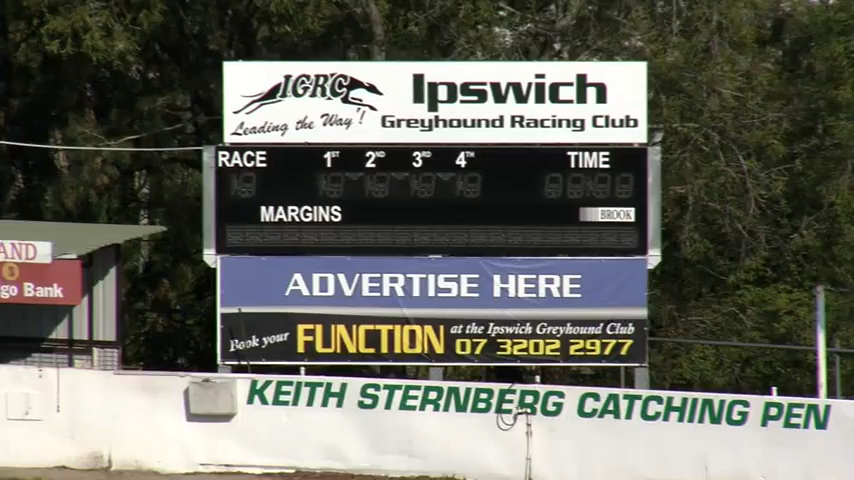 IGRC
Leading the Way!
Ipswich
Greyhound Racing Club
RACE 1ST 2ND 3RD 4TH TIME
MARGINS
BROOK
ADVERTISE HERE
Book your FUNCTION at the Ipswich Greyhound Club
07 3202 2977
AND
go Bank
KEITH STERNBERG CATCHING PEN